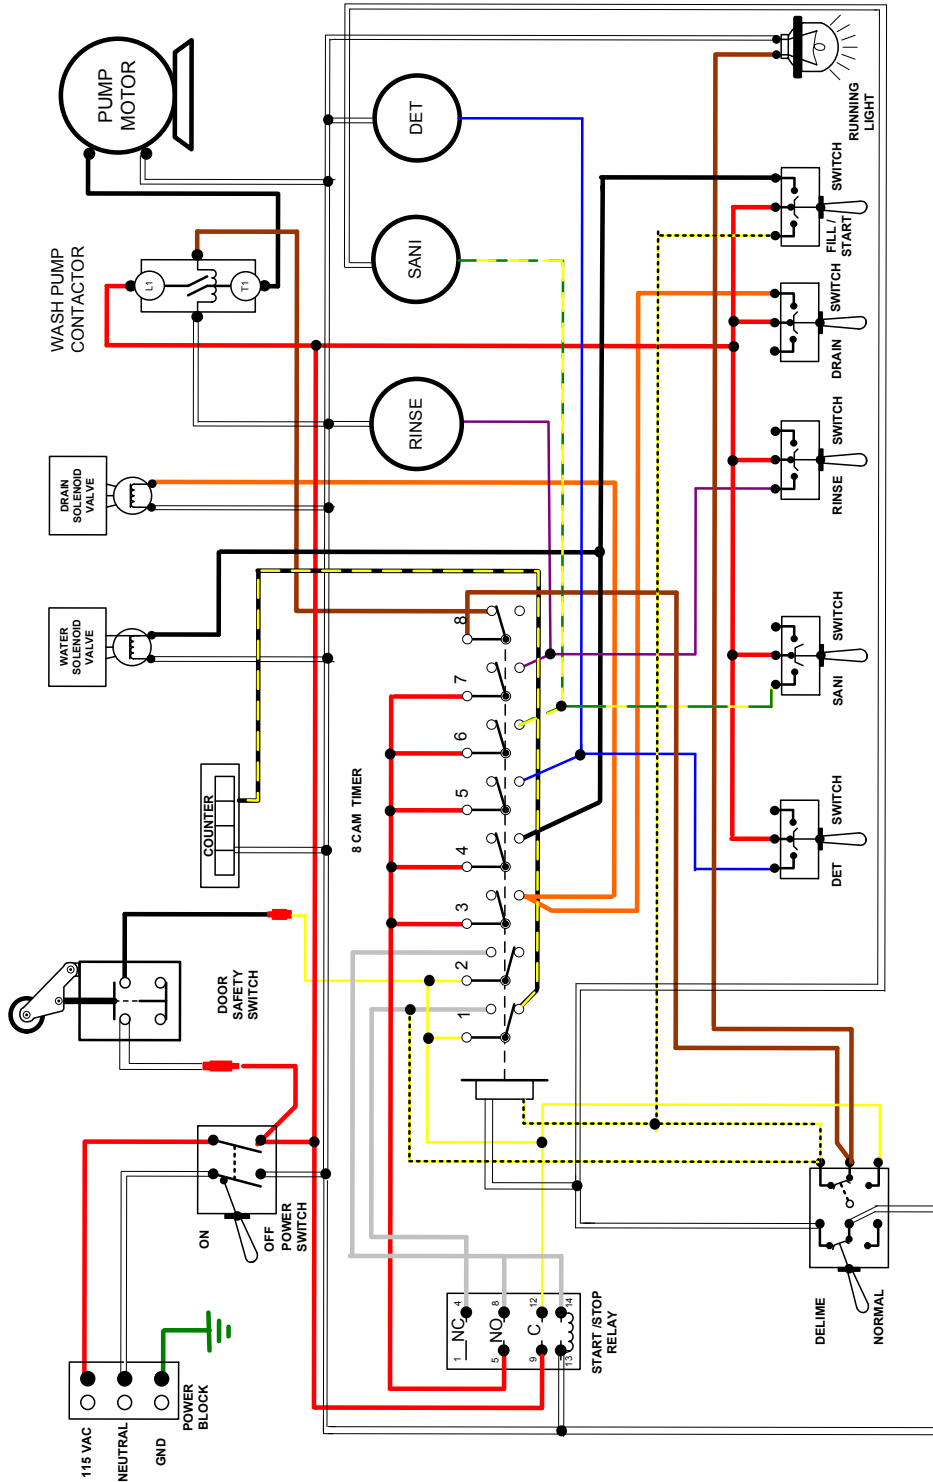 PUMP
MOTOR
WASH PUMP
CONTACTOR
L1
T1
DET
SANI
RINSE
RUNNING
LIGHT
FILL /
START
SWITCH
DRAIN
SWITCH
RINSE
SWITCH
SANI
SWITCH
DET
SWITCH
DRAIN
SOLENOID
VALVE
WATER
SOLENOID
VALVE
COUNTER
8 CAM TIMER
1
2
3
4
5
6
7
8
DOOR
SAFETY
SWITCH
ON
OFF
POWER
SWITCH
115 VAC
NEUTRAL
GND
POWER
BLOCK
1
NC
4
5
NO
8
9
C
12
13
14
START /STOP
RELAY
DELIME
NORMAL